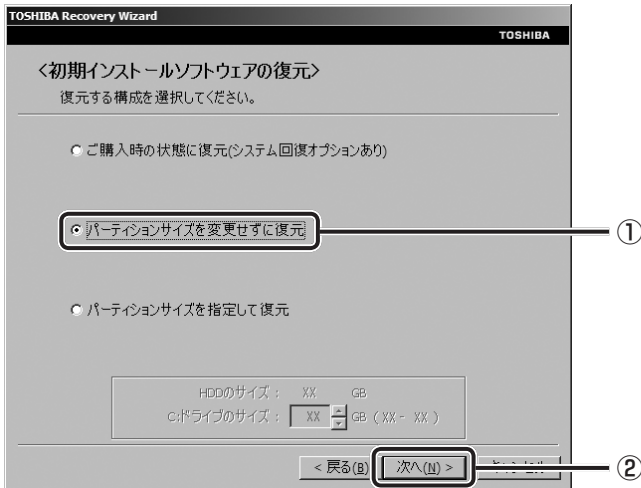 TOSHIBA Recovery Wizard
TOSHIBA
<初期インストールソフトウェアの復元>
復元する構成を選択してください。
ご購入時の状態に復元(システム回復オプションあり)
パーティションサイズを変更せずに復元
①
パーティションサイズを指定して復元
HDDのサイズ： XX GB
C:ドライブのサイズ： XX GB ( XX - XX )
< 戻る(B)
次へ(N) >
②